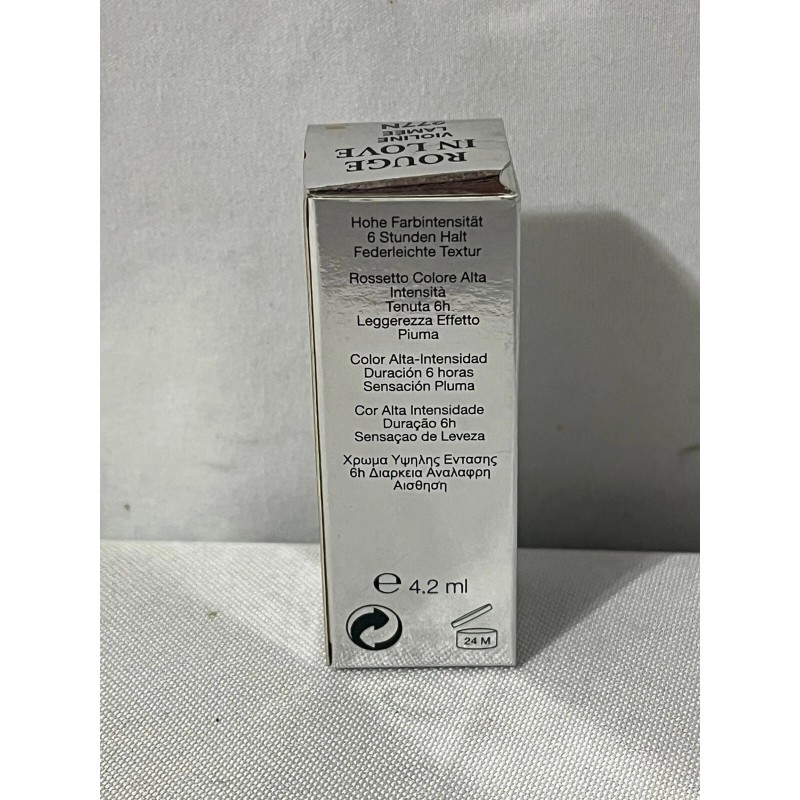 ROUGE
IN LOVE
VIOLINE
LAMÉE
377N
Hohe Farbintensität
6 Stunden Halt
Federleichte Textur
Rossetto Colore Alta
Intensità
Tenuta 6h
Leggerezza Effetto
Piuma
Color Alta-Intensidad
Duración 6 horas
Sensación Pluma
Cor Alta Intensidade
Duração 6h
Sensaçao de Leveza
Χρωμα Υψηλης Εντασης
6h Διαρκεια Αναλαφρη
Αισθηση
℮ 4.2 ml
24 M